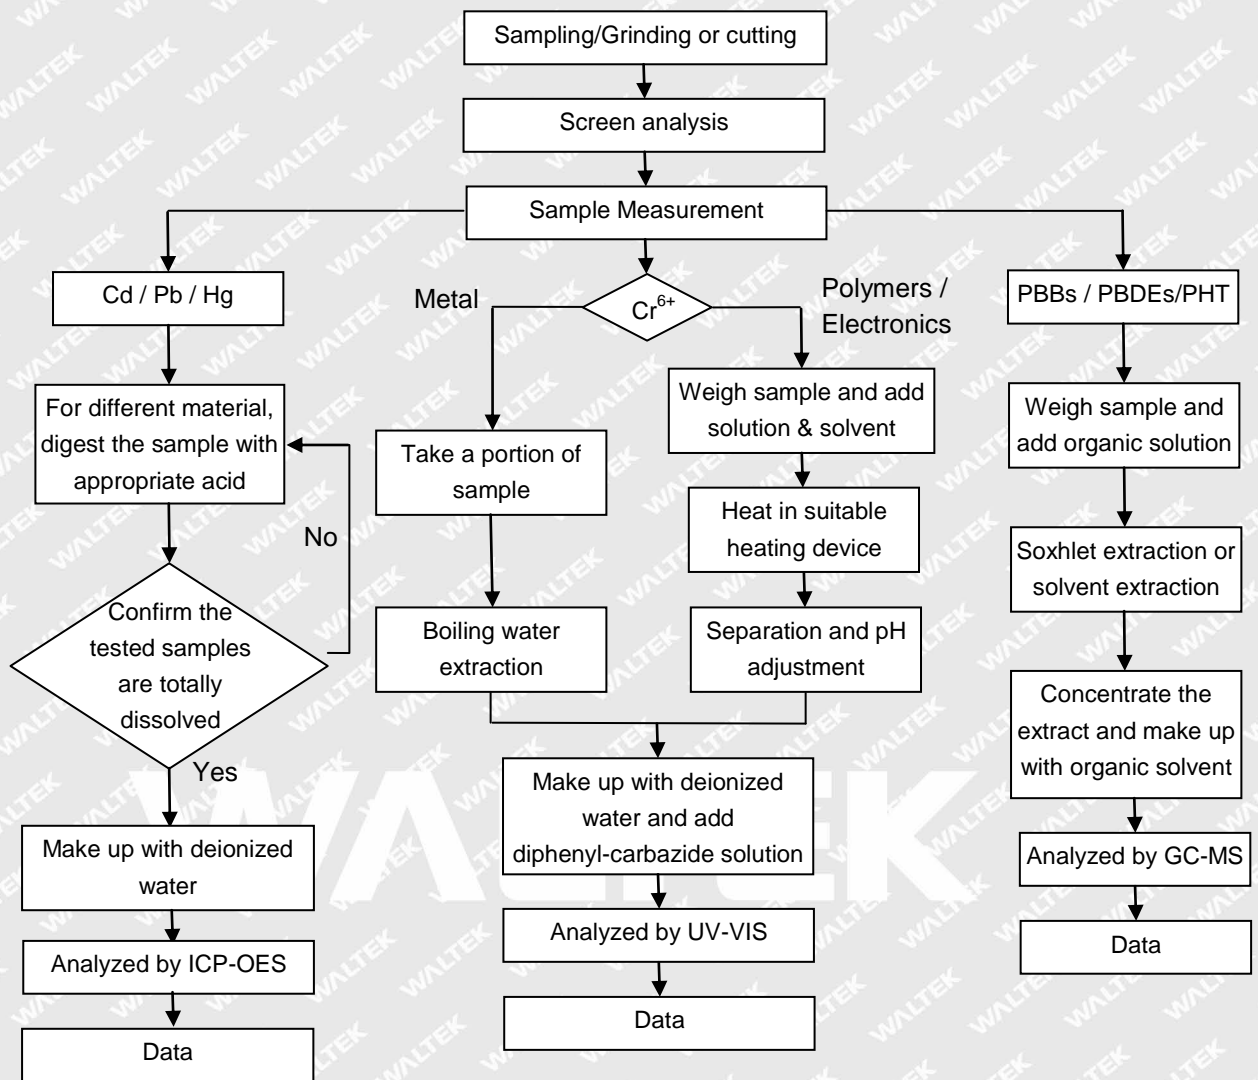 Sampling/Grinding or cutting
Screen analysis
Sample Measurement
Cd / Pb / Hg
For different material,
digest the sample with
appropriate acid
No
Confirm the
tested samples
are totally
dissolved
Yes
Make up with deionized
water
Analyzed by ICP-OES
Data
Cr6+
Metal
Take a portion of
sample
Boiling water
extraction
Polymers /
Electronics
Weigh sample and add
solution & solvent
Heat in suitable
heating device
Separation and pH
adjustment
Make up with deionized
water and add
diphenyl-carbazide solution
Analyzed by UV-VIS
Data
PBBs / PBDEs/PHT
Weigh sample and
add organic solution
Soxhlet extraction or
solvent extraction
Concentrate the
extract and make up
with organic solvent
Analyzed by GC-MS
Data
WALTEK